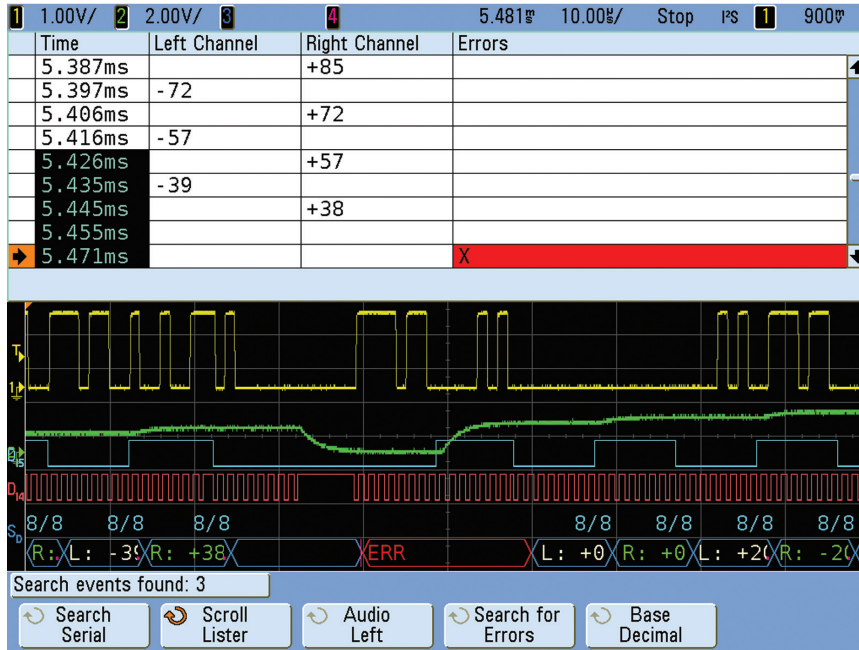 1 1.00V/ 2 2.00V/ 3 4 5.481ms 10.00ms/ Stop I²S 1 900mV
Time Left Channel Right Channel Errors
5.387ms +85
5.397ms -72
5.406ms +72
5.416ms -57
5.426ms +57
5.435ms -39
5.445ms +38
5.455ms
5.471ms X
T
1
D15
D14
8/8 8/8 8/8 8/8 8/8 8/8 8/8
SD
R: L: -39 R: +38 ERR L: +0 R: +0 L: +20 R: -20
Search events found: 3
Search Serial
Scroll Lister
Audio Left
Search for Errors
Base Decimal